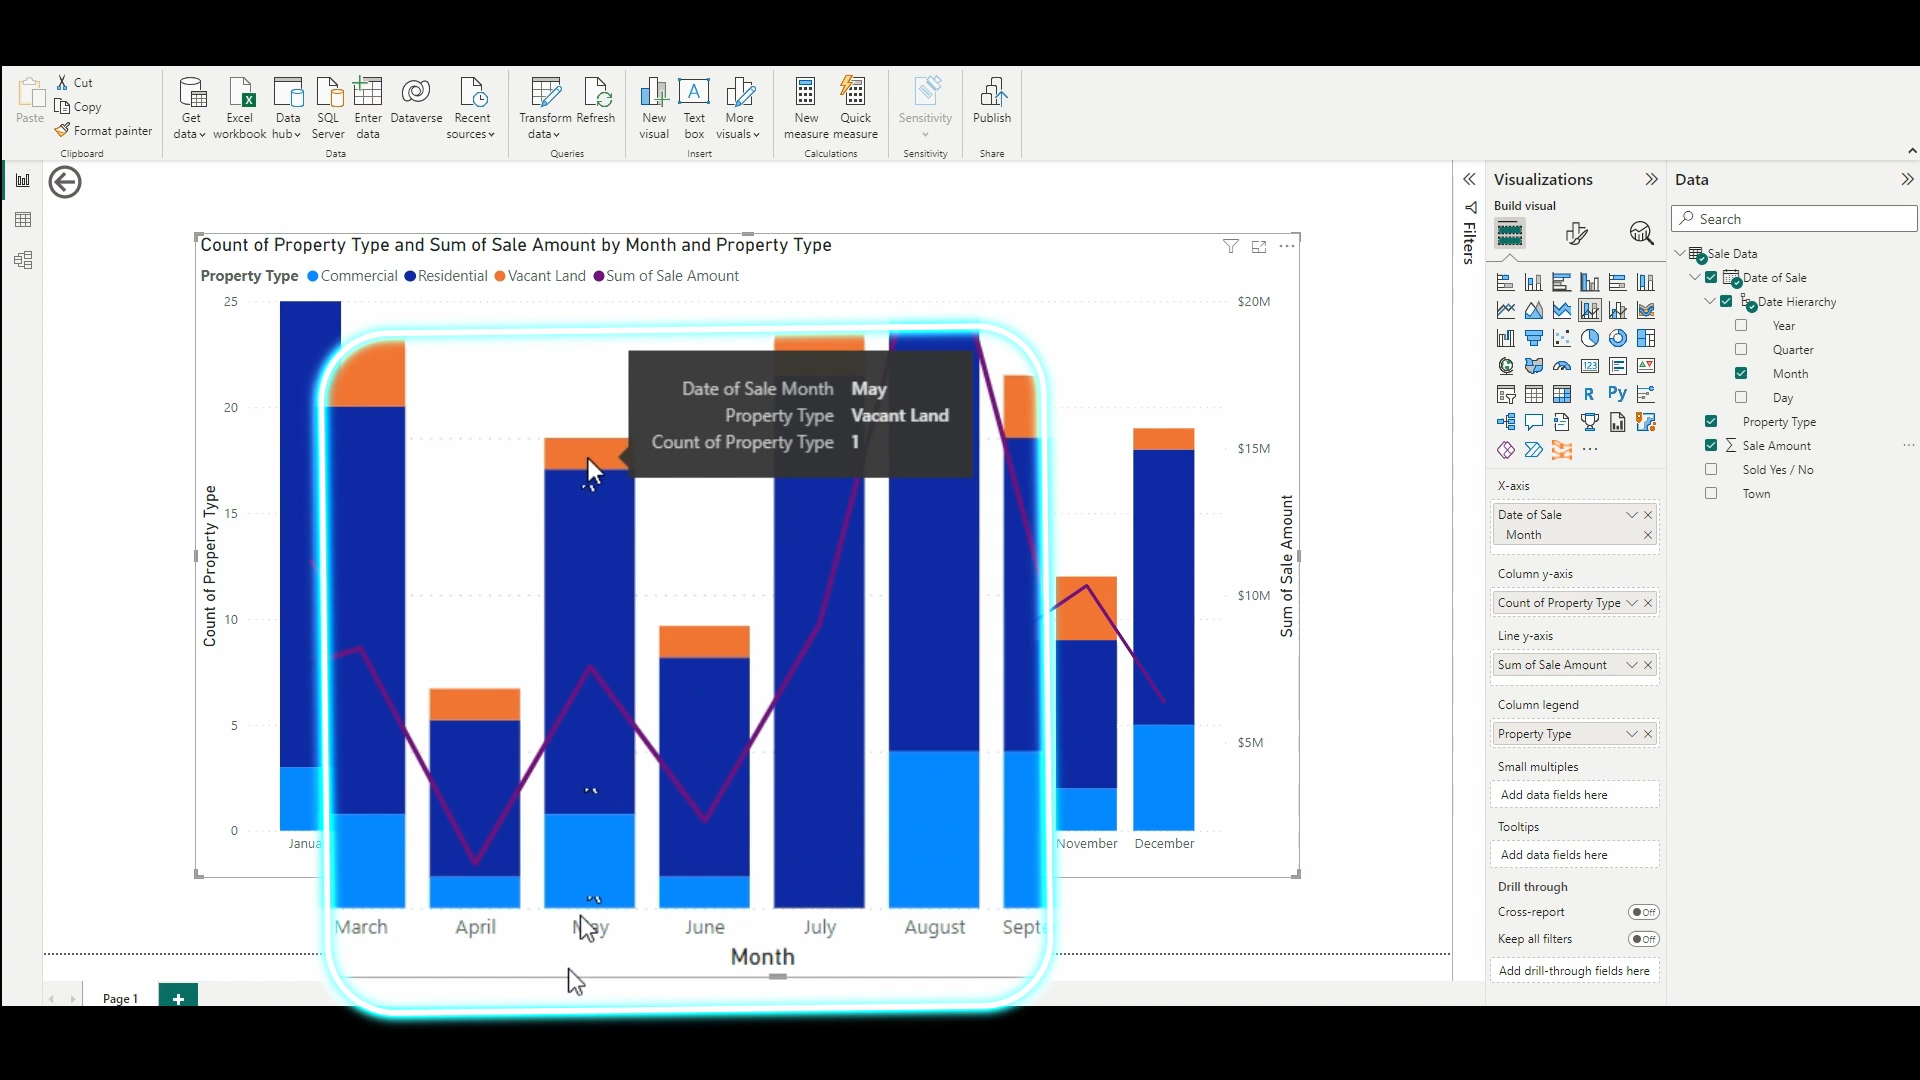 Paste
Cut
Copy
Format painter
Clipboard
Get data
Excel workbook
Data hub
SQL Server
Enter data
Dataverse
Recent sources
Data
Transform data
Refresh
Queries
New visual
Text box
More visuals
Insert
New measure
Quick measure
Calculations
Sensitivity
Sensitivity
Publish
Share
Count of Property Type and Sum of Sale Amount by Month and Property Type
Property Type Commercial Residential Vacant Land Sum of Sale Amount
25
20
15
10
5
0
Count of Property Type
$20M
$15M
$10M
$5M
Sum of Sale Amount
Date of Sale Month May
Property Type Vacant Land
Count of Property Type 1
Janua
March
April
May
June
July
August
Septe
November
December
Month
Page 1
Filters
Visualizations
Build visual
123
R
Py
X-axis
Date of Sale
Month
Column y-axis
Count of Property Type
Line y-axis
Sum of Sale Amount
Column legend
Property Type
Small multiples
Add data fields here
Tooltips
Add data fields here
Drill through
Cross-report
Off
Keep all filters
Off
Add drill-through fields here
Data
Search
Sale Data
Date of Sale
Date Hierarchy
Year
Quarter
Month
Day
Property Type
Sale Amount
Sold Yes / No
Town